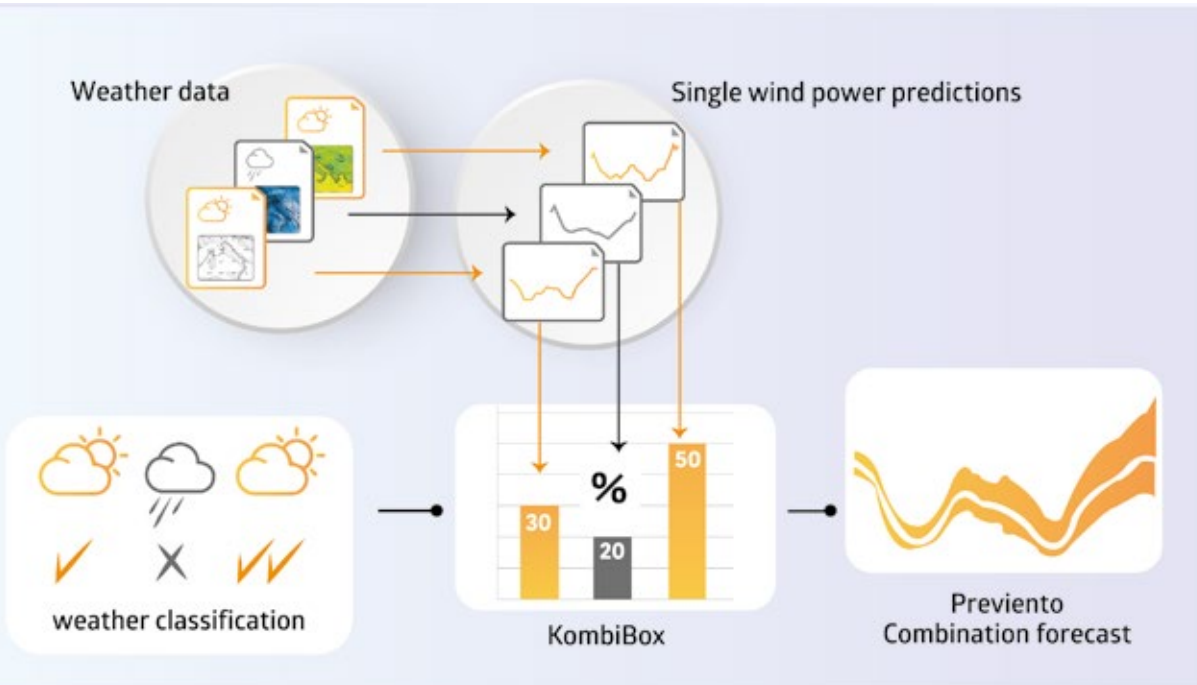 Weather data
Single wind power predictions
50
%
30
20
weather classification
KombiBox
Previento
Combination forecast